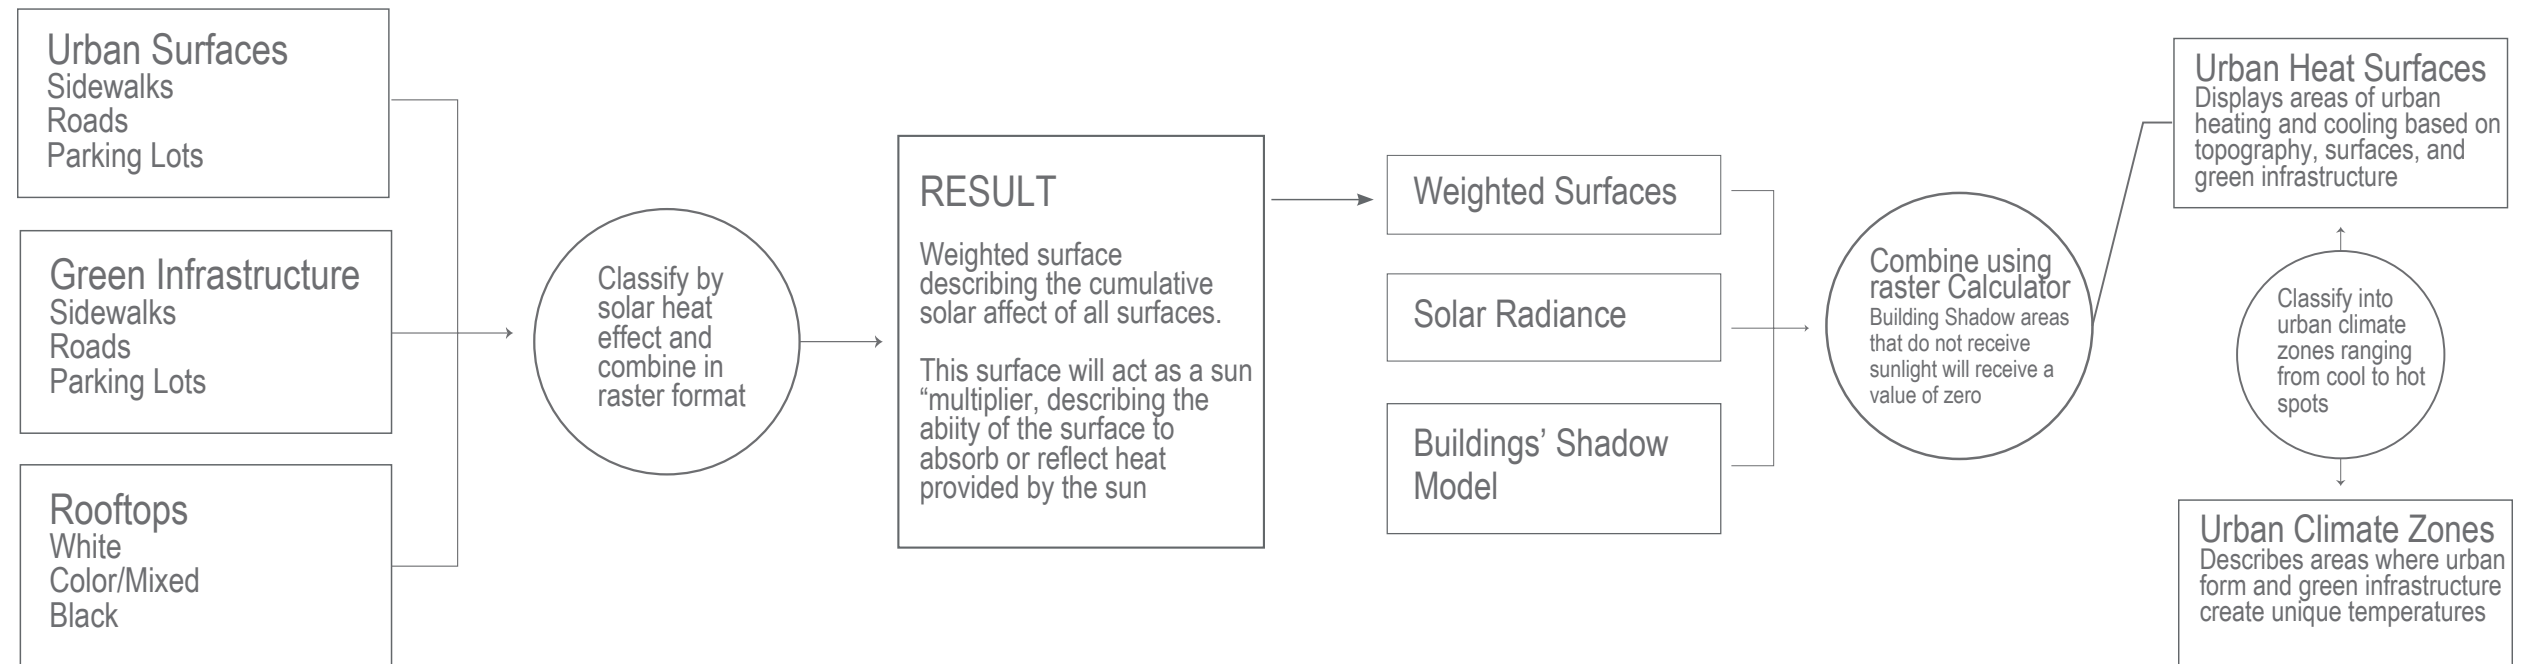 Urban Surfaces
Sidewalks
Roads
Parking Lots
Green Infrastructure
Sidewalks
Roads
Parking Lots
Rooftops
White
Color/Mixed
Black
Classify by
solar heat
effect and
combine in
raster format
RESULT
Weighted surface
describing the cumulative
solar affect of all surfaces.
This surface will act as a sun
“multiplier, describing the
abiity of the surface to
absorb or reflect heat
provided by the sun
Weighted Surfaces
Solar Radiance
Buildings’ Shadow
Model
Combine using
raster Calculator
Building Shadow areas
that do not receive
sunlight will receive a
value of zero
Urban Heat Surfaces
Displays areas of urban
heating and cooling based on
topography, surfaces, and
green infrastructure
Classify into
urban climate
zones ranging
from cool to hot
spots
Urban Climate Zones
Describes areas where urban
form and green infrastructure
create unique temperatures